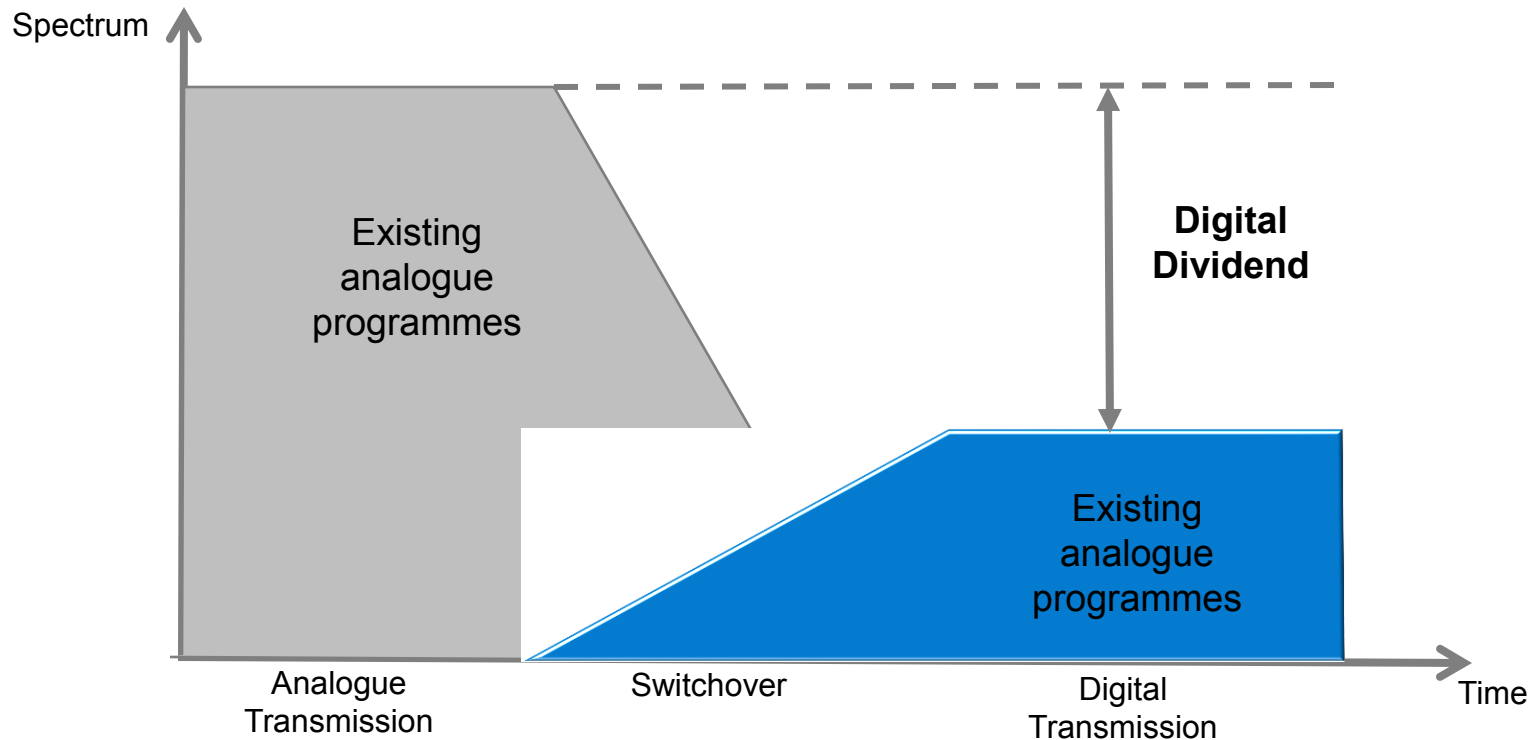 Spectrum
Existing
analogue
programmes
Digital
Dividend
Existing
analogue
programmes
Analogue
Transmission
Switchover
Digital
Transmission
Time